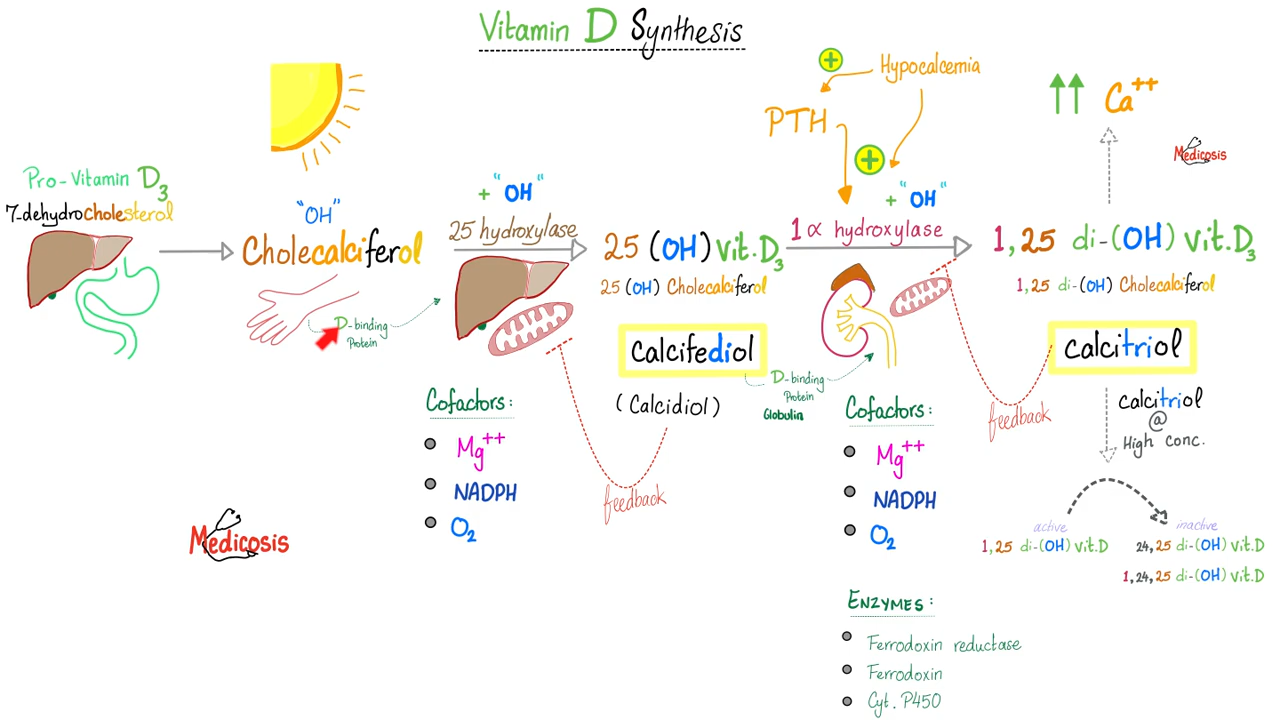 Vitamin D Synthesis
Pro-Vitamin D3
7-dehydrocholesterol
"OH"
Cholecalciferol
D-binding
Protein
+ "OH"
25 hydroxylase
Cofactors:
Mg++
NADPH
O2
25 (OH) vit.D3
25 (OH) Cholecalciferol
Calcifediol
(Calcidiol)
feedback
D-binding
Protein
Globulin
Hypocalcemia
+
PTH
+
+ "OH"
1α hydroxylase
Cofactors:
Mg++
NADPH
O2
ENZYMES:
Ferrodoxin reductase
Ferrodoxin
Cyt. P450
Ca++
Medicosis
1,25 di-(OH) vit.D3
1,25 di-(OH) Cholecalciferol
calcitriol
feedback
calcitriol
@
High conc.
active
1,25 di-(OH) vit.D
inactive
24,25 di-(OH) vit.D
1,24,25 di-(OH) vit.D
Medicosis